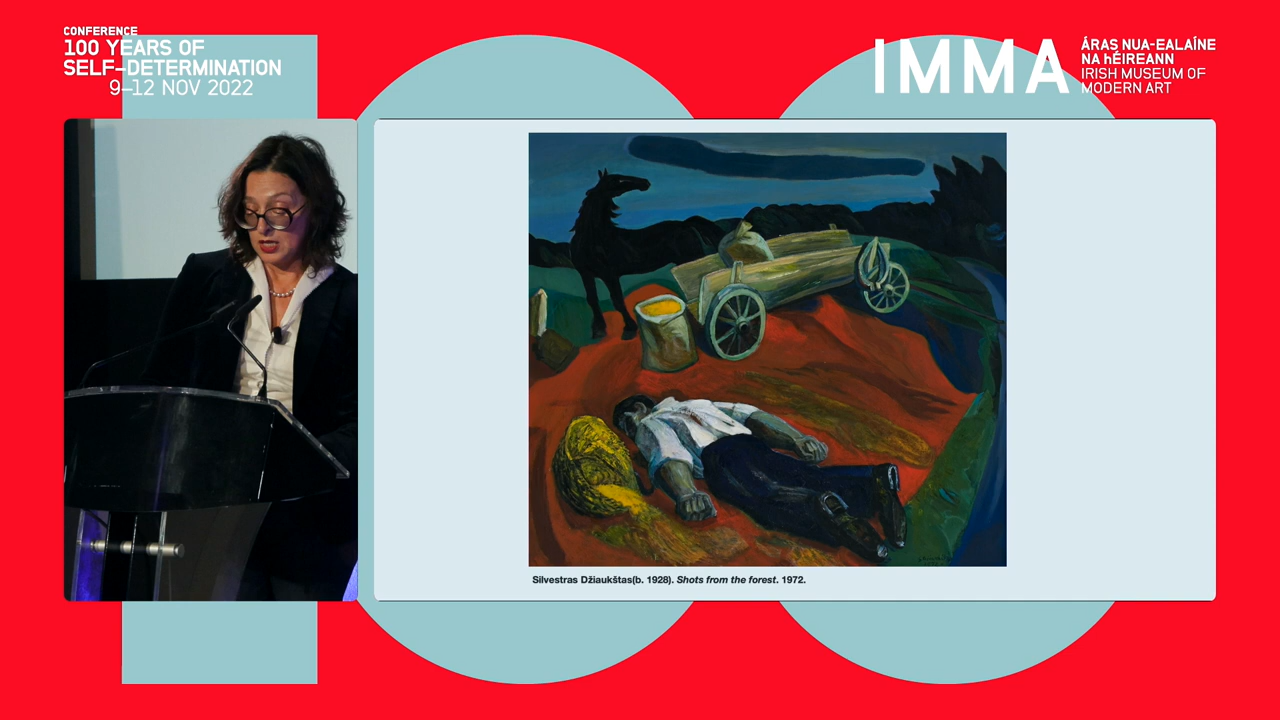 CONFERENCE
100 YEARS OF
SELF–DETERMINATION
9–12 NOV 2022
IMMA
ÁRAS NUA-EALAÍNE
NA hÉIREANN
IRISH MUSEUM OF
MODERN ART
Silvestras Džiaukštas(b. 1928). Shots from the forest. 1972.